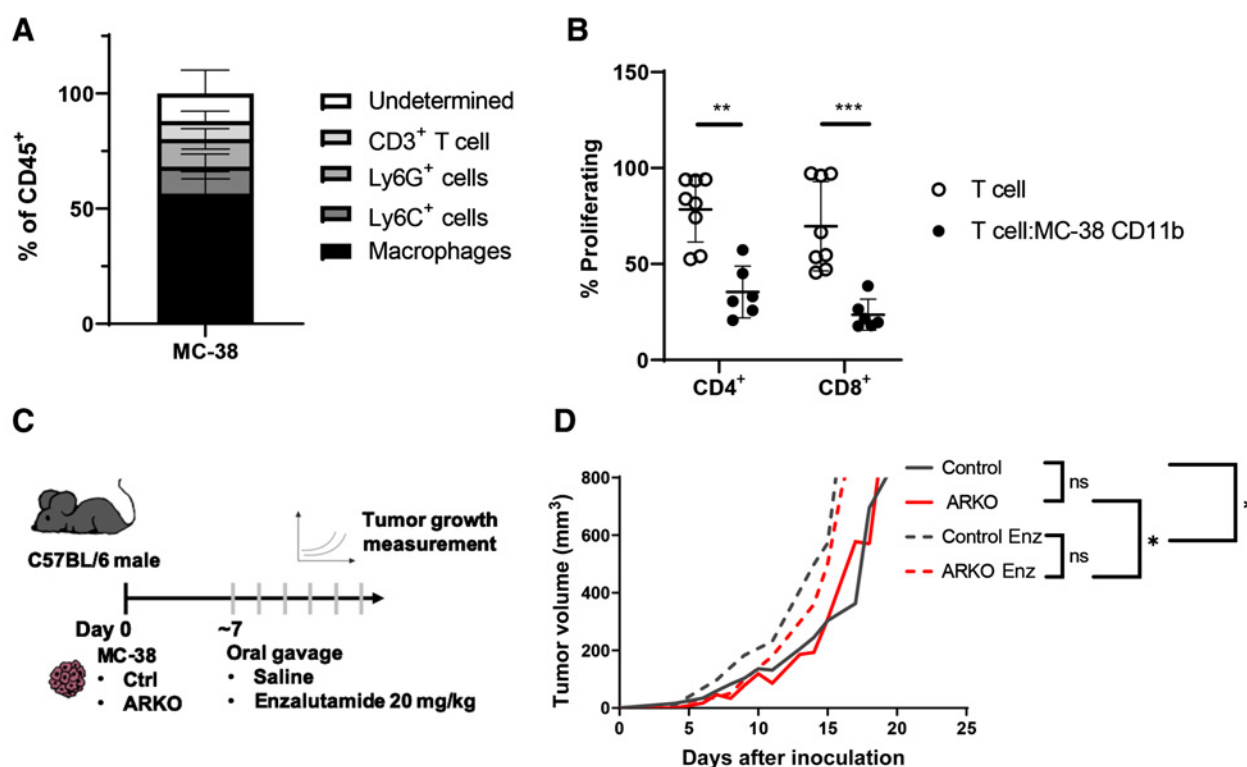 A
% of CD45+
100
50
0
MC-38
Undetermined
CD3+ T cell
Ly6G+ cells
Ly6C+ cells
Macrophages
B
% Proliferating
150
100
50
0
** ***
CD4+ CD8+
T cell
T cell:MC-38 CD11b
C
C57BL/6 male
Tumor growth
measurement
Day 0 ~7
MC-38
• Ctrl
• ARKO
Oral gavage
• Saline
• Enzalutamide 20 mg/kg
D
Tumor volume (mm3)
800
600
400
200
0
0 5 10 15 20 25
Days after inoculation
Control
ARKO
Control Enz
ARKO Enz
ns
ns
*